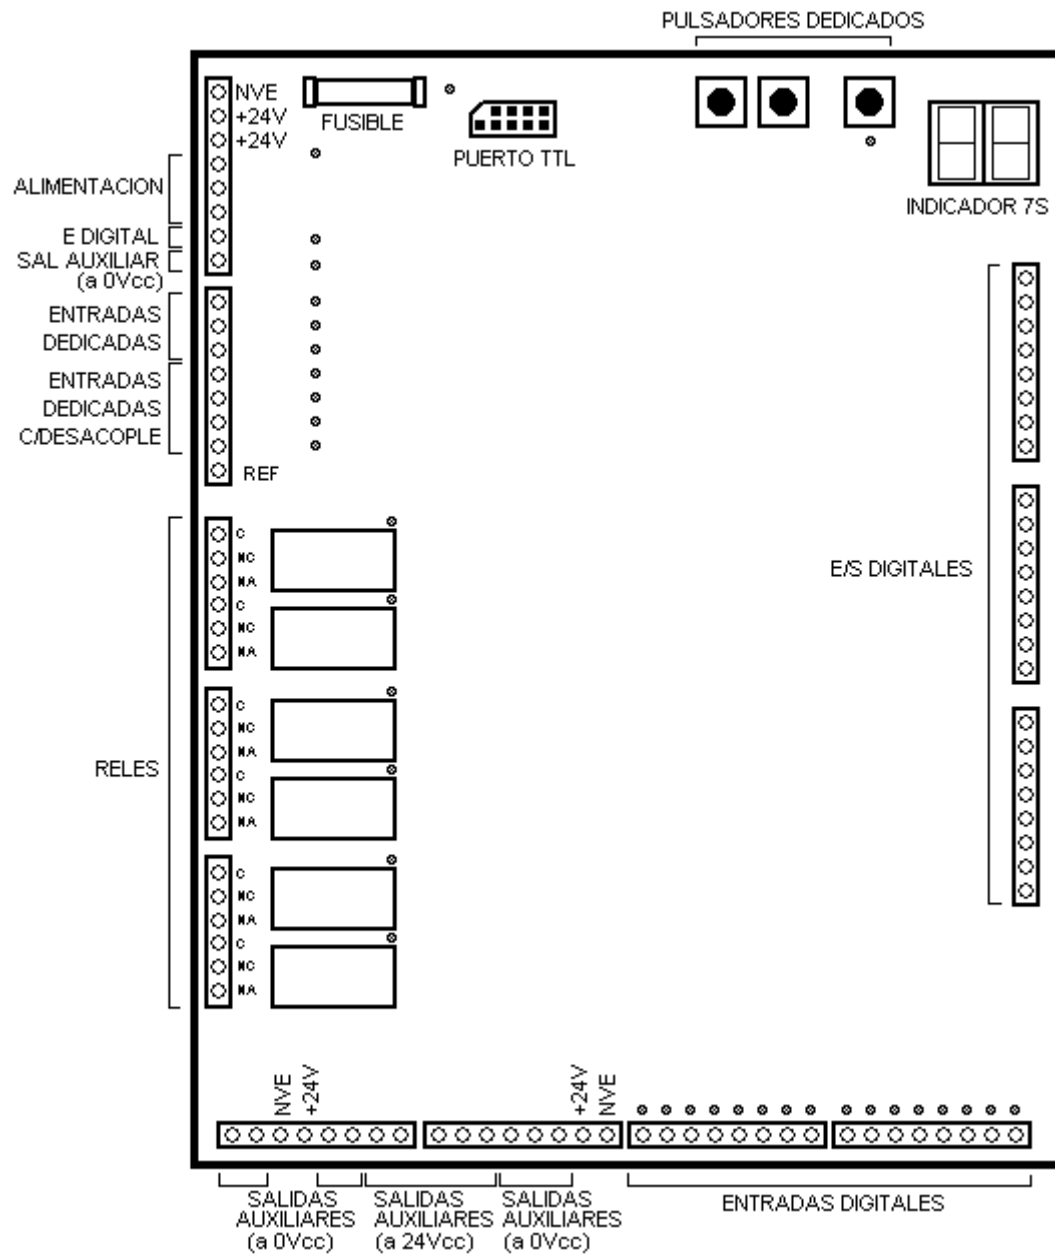 PULSADORES DEDICADOS
NVE
+24V
+24V
FUSIBLE
PUERTO TTL
INDICADOR 7S
ALIMENTACION
E DIGITAL
SAL AUXILIAR
(a 0Vcc)
ENTRADAS
DEDICADAS
ENTRADAS
DEDICADAS
C/DESACOPLE
REF
C
NC
NA
C
NC
NA
E/S DIGITALES
RELES
C
NC
NA
C
NC
NA
C
NC
NA
C
NC
NA
NVE
+24V
+24V
NVE
SALIDAS
AUXILIARES
(a 0Vcc)
SALIDAS
AUXILIARES
(a 24Vcc)
SALIDAS
AUXILIARES
(a 0Vcc)
ENTRADAS DIGITALES